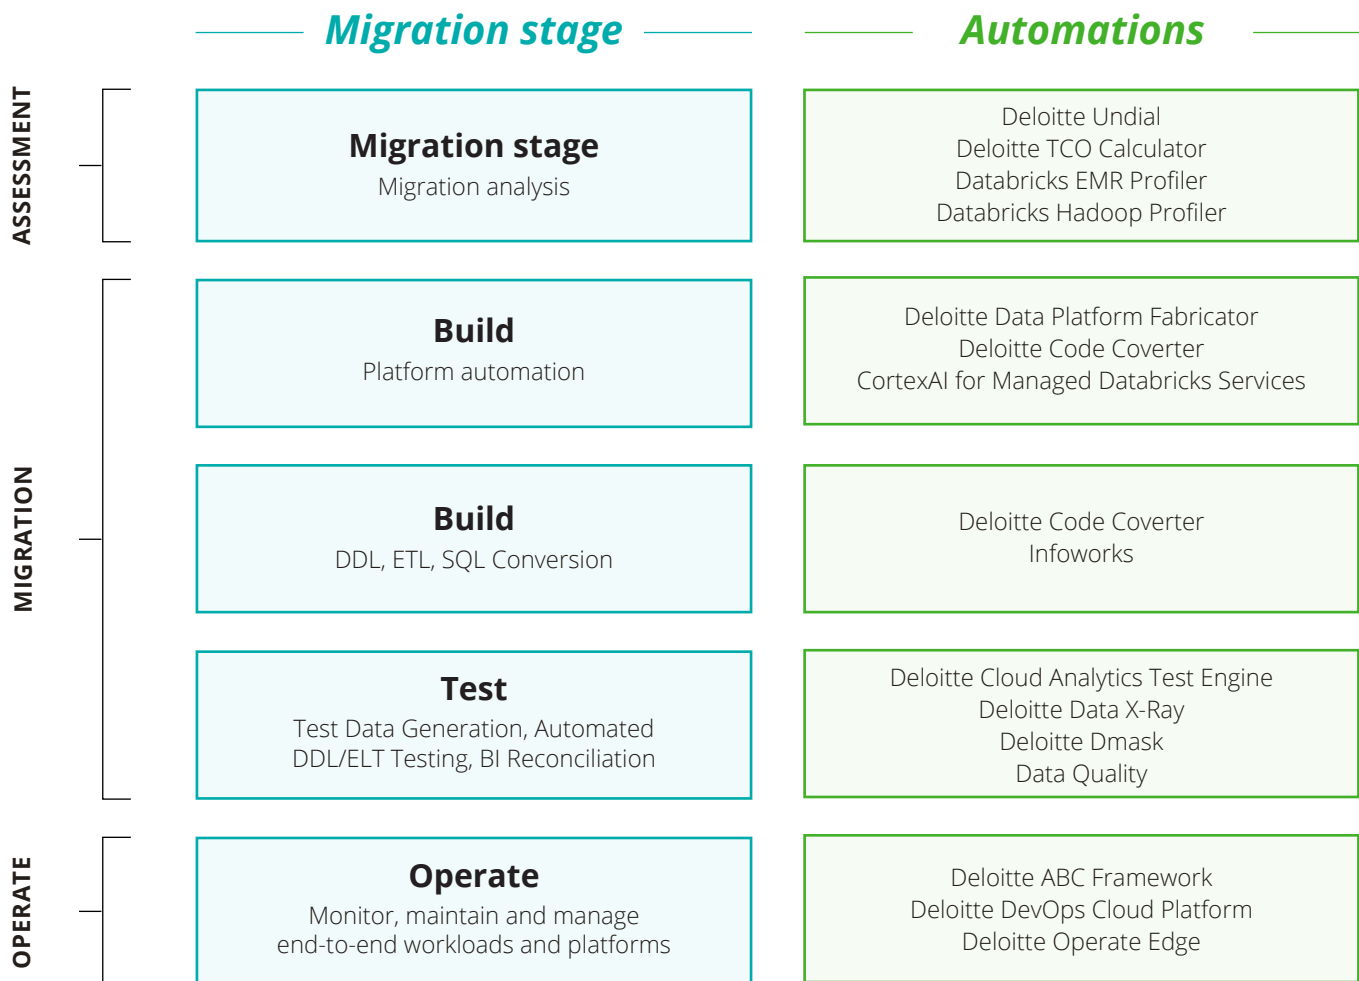 Migration stage
Automations
ASSESSMENT
Migration stage
Migration analysis
Deloitte Undial
Deloitte TCO Calculator
Databricks EMR Profiler
Databricks Hadoop Profiler
MIGRATION
Build
Platform automation
Deloitte Data Platform Fabricator
Deloitte Code Coverter
CortexAI for Managed Databricks Services
Build
DDL, ETL, SQL Conversion
Deloitte Code Coverter
Infoworks
Test
Test Data Generation, Automated
DDL/ELT Testing, BI Reconciliation
Deloitte Cloud Analytics Test Engine
Deloitte Data X-Ray
Deloitte Dmask
Data Quality
OPERATE
Operate
Monitor, maintain and manage
end-to-end workloads and platforms
Deloitte ABC Framework
Deloitte DevOps Cloud Platform
Deloitte Operate Edge